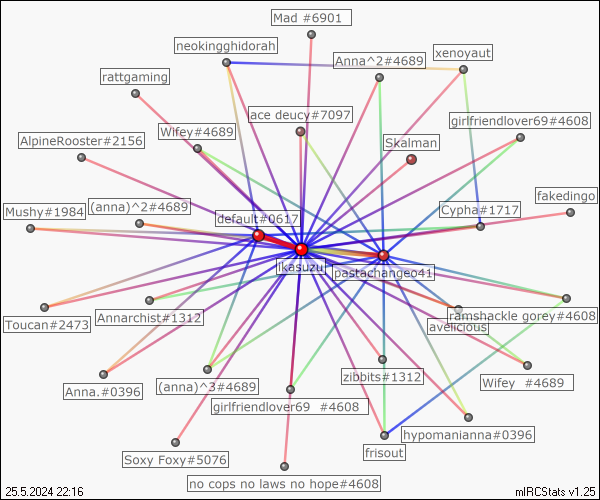 Mad #6901
neokingghidorah
xenoyaut
Anna^2#4689
rattgaming
ace deucy#7097
girlfriendlover69#4608
Wifey#4689
AlpineRooster#2156
Skalman
fakedingo
(anna)^2#4689
Mushy#1984
Cypha#1717
default#0617
ikasuzu
pastachangeo41
ramshackle gorey#4608
Annarchist#1312
Toucan#2473
avelicious
zibbits#1312
Wifey #4689
Anna.#0396
(anna)^3#4689
girlfriendlover69 #4608
hypomanianna#0396
frisout
Soxy Foxy#5076
no cops no laws no hope#4608
25.5.2024 22:16
mIRCStats v1.25